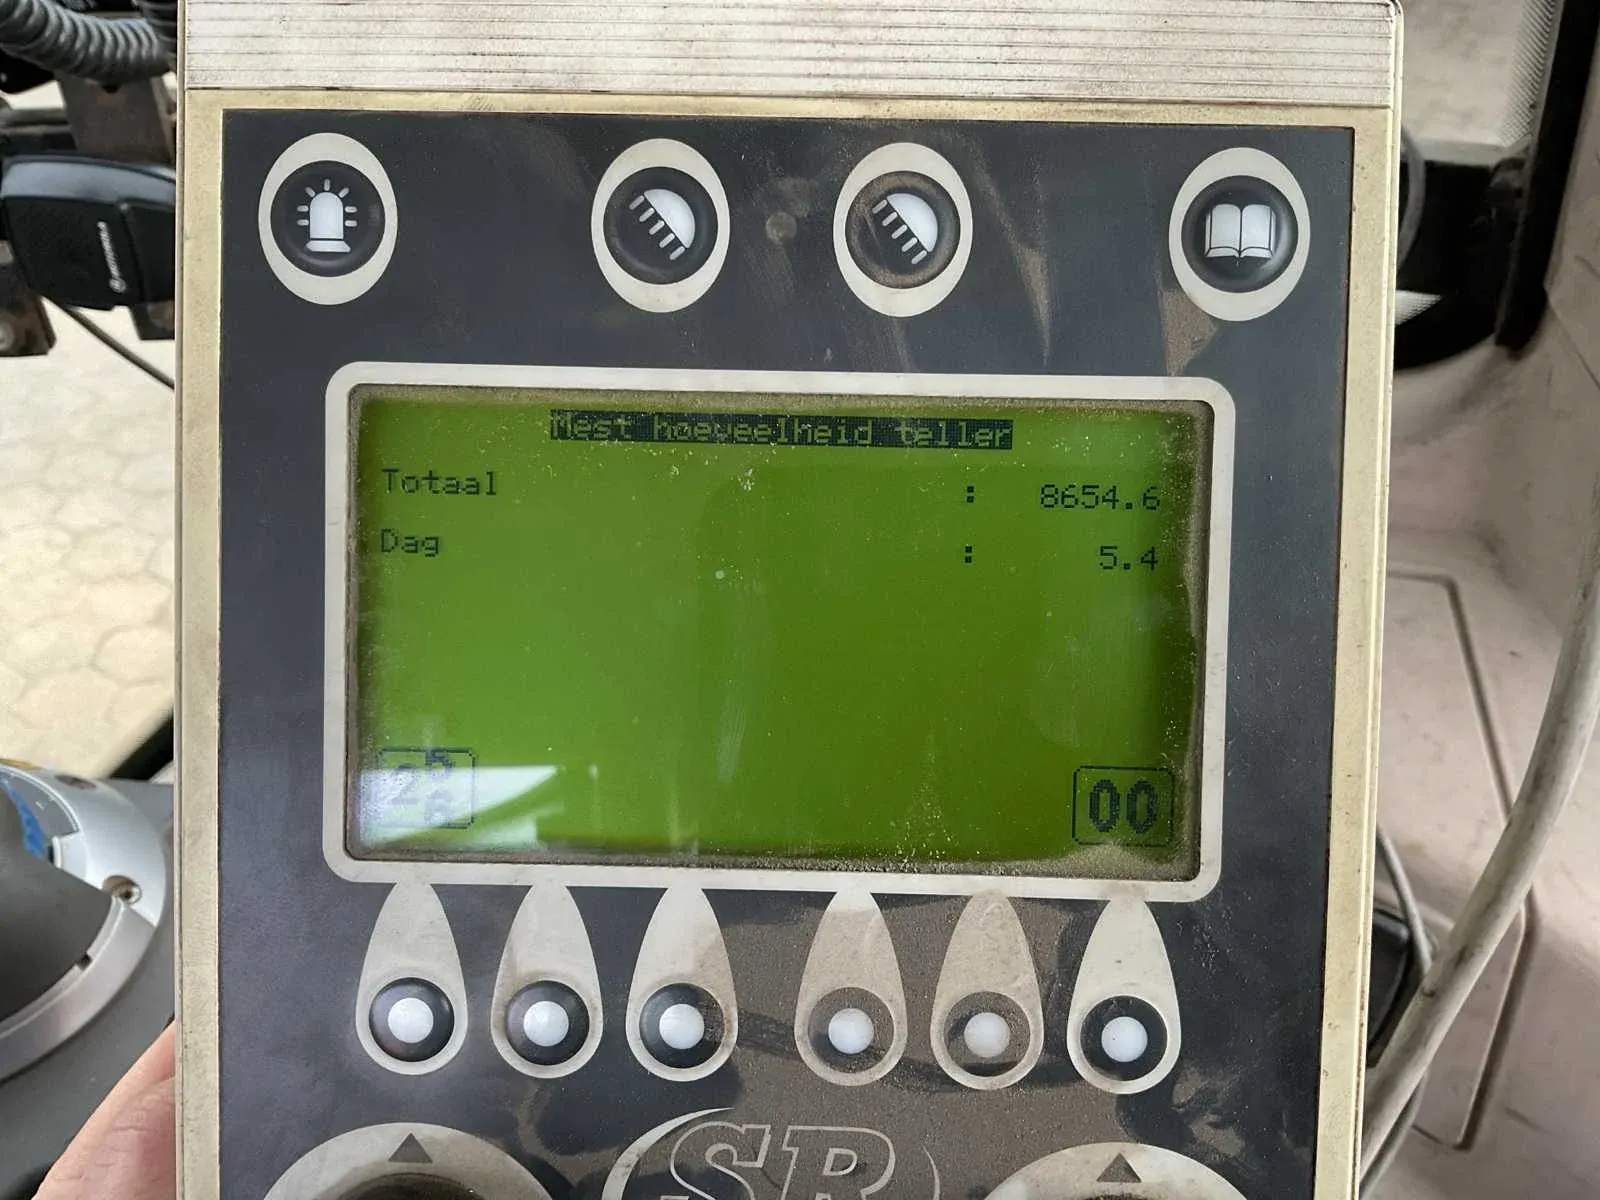 Mest hoeveelheid teller
Totaal : 8654.6
Dag : 5.4
00
SR